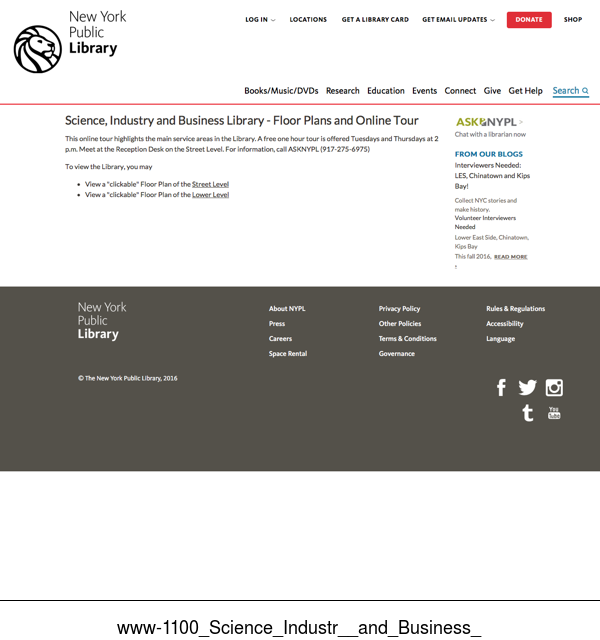 New York
Public
Library
LOG IN
LOCATIONS
GET A LIBRARY CARD
GET EMAIL UPDATES
DONATE
SHOP
Books/Music/DVDs
Research
Education
Events
Connect
Give
Get Help
Search
Science, Industry and Business Library - Floor Plans and Online Tour
This online tour highlights the main service areas in the Library. A free one hour tour is offered Tuesdays and Thursdays at 2
p.m. Meet at the Reception Desk on the Street Level. For information, call ASKNYPL (917-275-6975)
To view the Library, you may
• View a "clickable" Floor Plan of the Street Level
• View a "clickable" Floor Plan of the Lower Level
ASK NYPL >
Chat with a librarian now
FROM OUR BLOGS
Interviewers Needed:
LES, Chinatown and Kips
Bay!
Collect NYC stories and
make history.
Volunteer Interviewers
Needed
Lower East Side, Chinatown,
Kips Bay
This fall 2016, READ MORE
New York
Public
Library
About NYPL
Press
Careers
Space Rental
Privacy Policy
Other Policies
Terms & Conditions
Governance
Rules & Regulations
Accessibility
Language
© The New York Public Library, 2016
You
Tube
www-1100_Science_Industr__and_Business_